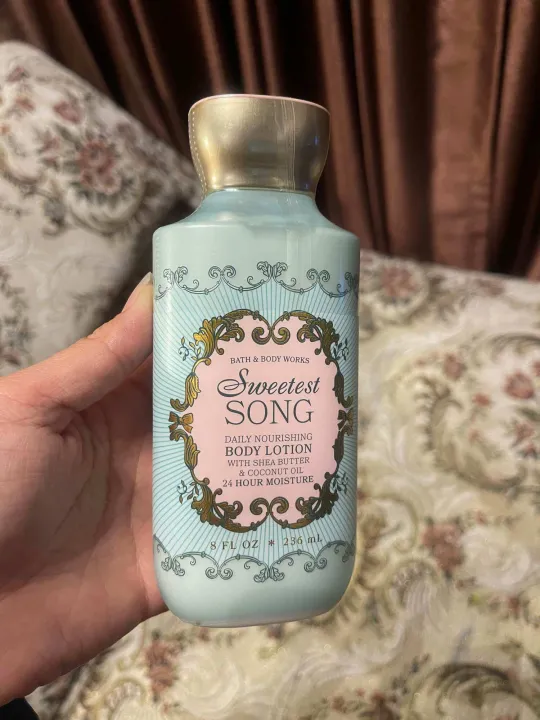 BATH & BODY WORKS
Sweetest
SONG
DAILY NOURISHING
BODY LOTION
WITH SHEA BUTTER
& COCONUT OIL
24 HOUR MOISTURE
8 FL OZ * 236 mL